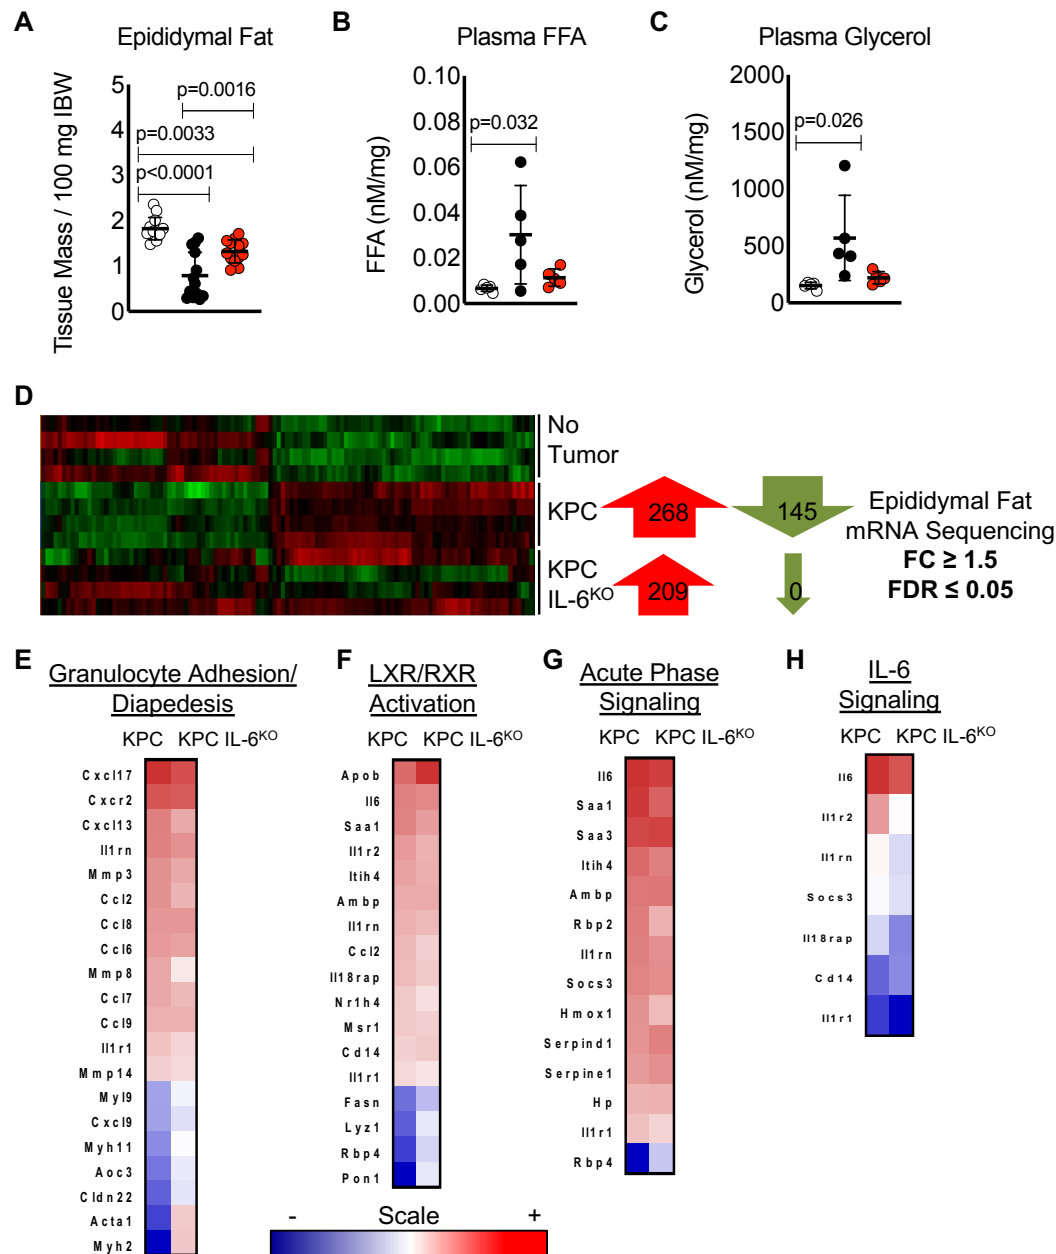 A
Epididymal Fat
Tissue Mass / 100 mg IBW
5
4
3
2
1
0
p=0.0016
p=0.0033
p<0.0001
B
Plasma FFA
FFA (nM/mg)
0.10
0.08
0.06
0.04
0.02
0.00
p=0.032
C
Plasma Glycerol
Glycerol (nM/mg)
2000
1500
1000
500
0
p=0.026
D
No
Tumor
KPC
KPC
IL-6KO
268
145
209
0
Epididymal Fat
mRNA Sequencing
FC ≥ 1.5
FDR ≤ 0.05
E
Granulocyte Adhesion/
Diapedesis
KPC KPC IL-6KO
Cxcl17
Cxcr2
Cxcl13
Il1rn
Mmp3
Ccl2
Ccl8
Ccl6
Mmp8
Ccl7
Ccl9
Il1r1
Mmp14
Myl9
Cxcl9
Myh11
Aoc3
Cldn22
Acta1
Myh2
F
LXR/RXR
Activation
KPC KPC IL-6KO
Apob
Il6
Saa1
Il1r2
Itih4
Ambp
Il1rn
Ccl2
Il18rap
Nr1h4
Msr1
Cd14
Il1r1
Fasn
Lyz1
Rbp4
Pon1
G
Acute Phase
Signaling
KPC KPC IL-6KO
Il6
Saa1
Saa3
Itih4
Ambp
Rbp2
Il1rn
Socs3
Hmox1
Serpind1
Serpine1
Hp
Il1r1
Rbp4
H
IL-6
Signaling
KPC KPC IL-6KO
Il6
Il1r2
Il1rn
Socs3
Il18rap
Cd14
Il1r1
- Scale +